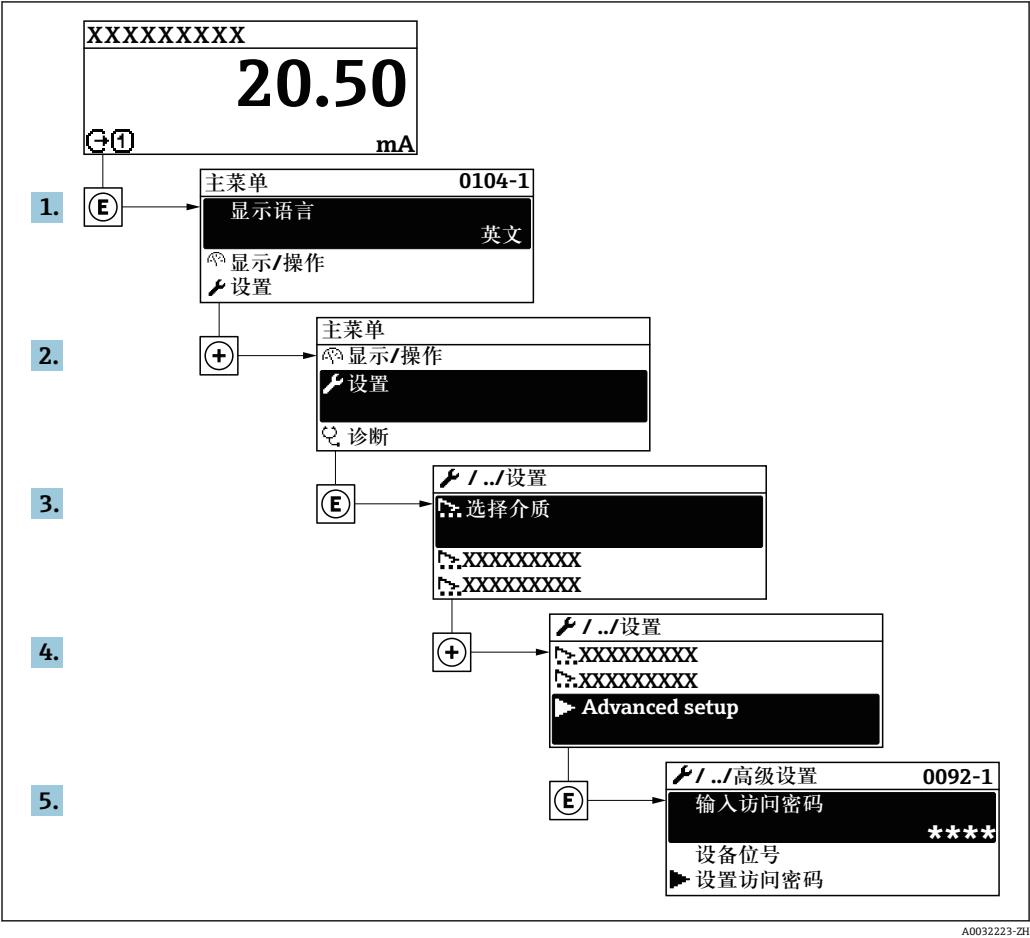 XXXXXXXXX
20.50
mA
1.
E
主菜单 0104-1
显示语言
英文
显示/操作
设置
2.
+
主菜单
显示/操作
设置
诊断
3.
E
/ ../设置
选择介质
XXXXXXXXX
XXXXXXXXX
4.
+
/ ../设置
XXXXXXXXX
XXXXXXXXX
Advanced setup
5.
E
/ ../高级设置 0092-1
输入访问密码
****
设备位号
设置访问密码
A0032223-ZH